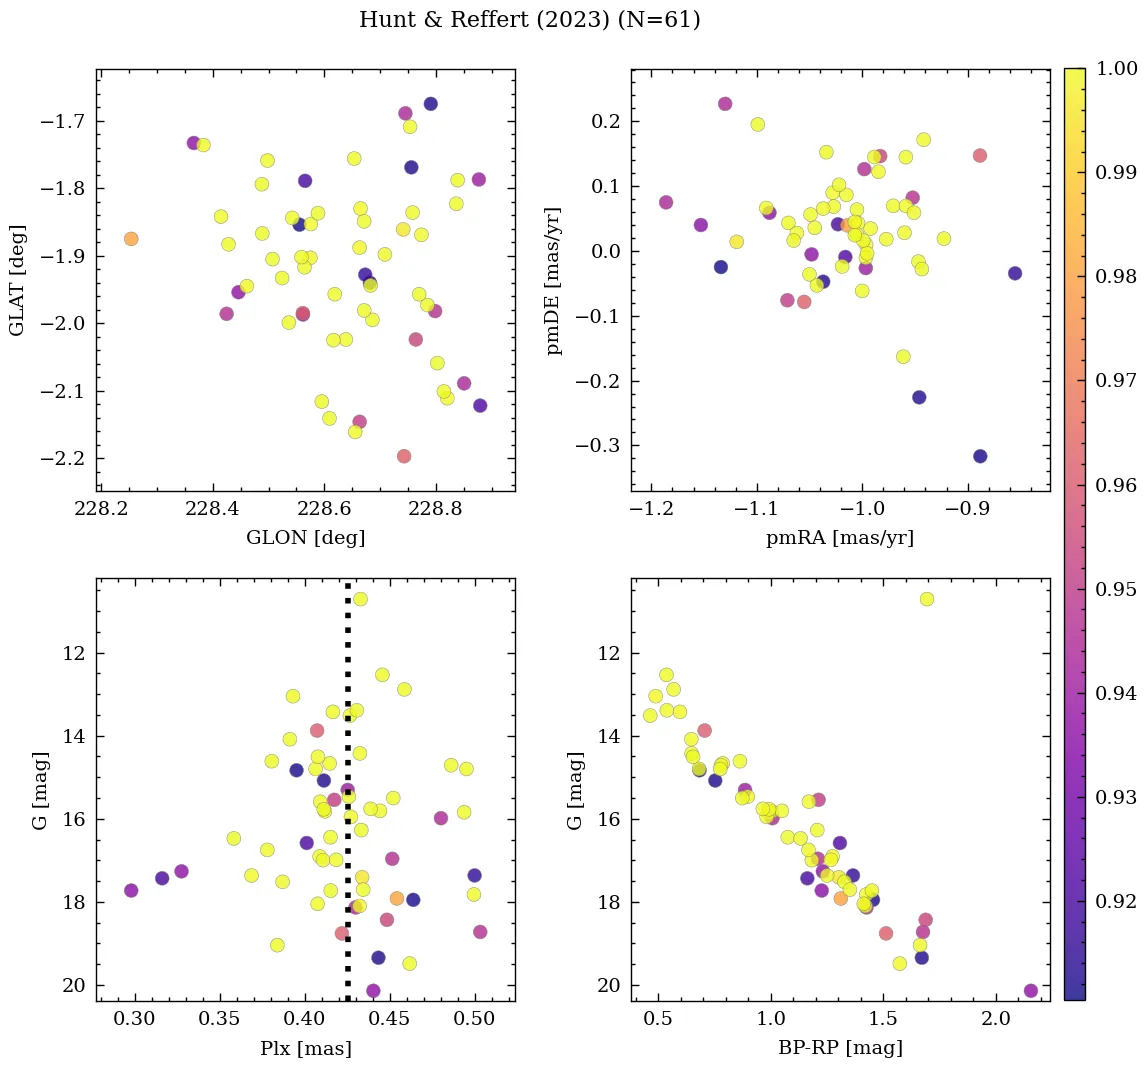 Hunt & Reffert (2023) (N=61)
−1.7
−1.8
−1.9
−2.0
−2.1
−2.2
GLAT [deg]
228.2 228.4 228.6 228.8
GLON [deg]
0.2
0.1
0.0
−0.1
−0.2
−0.3
pmDE [mas/yr]
−1.2 −1.1 −1.0 −0.9
pmRA [mas/yr]
12
14
16
18
20
G [mag]
0.30 0.35 0.40 0.45 0.50
Plx [mas]
12
14
16
18
20
G [mag]
0.5 1.0 1.5 2.0
BP-RP [mag]
1.00
0.99
0.98
0.97
0.96
0.95
0.94
0.93
0.92